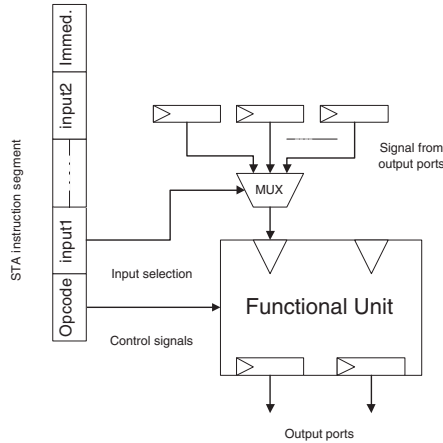 STA instruction segment
Immed.
input2
input1
Opcode
Signal from
output ports
MUX
Input selection
Functional Unit
Control signals
Output ports